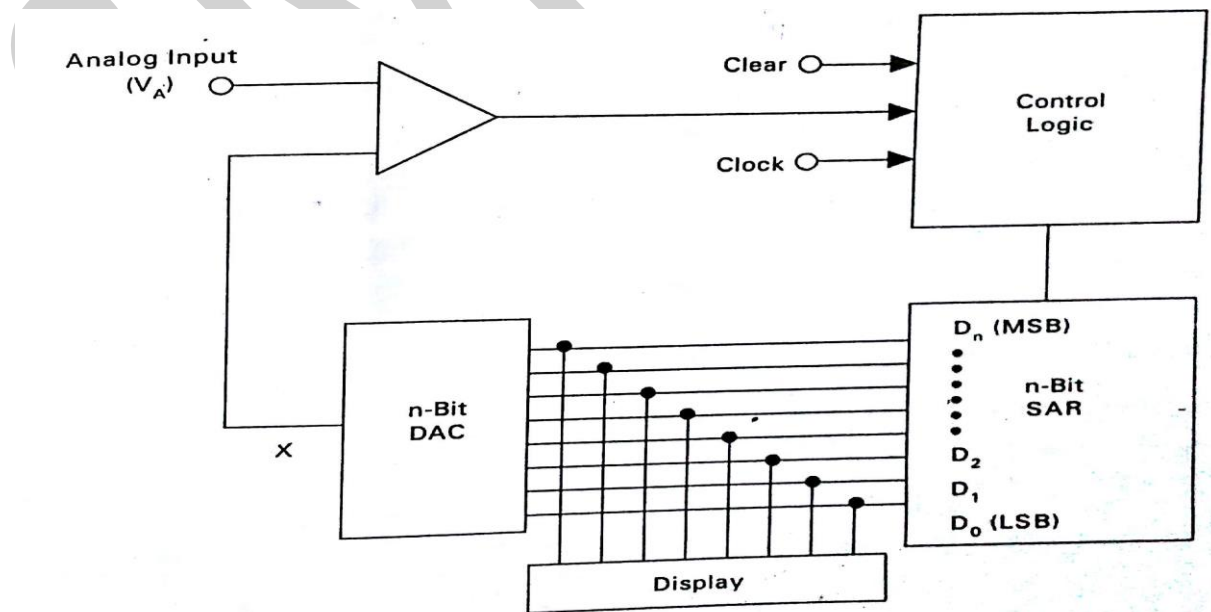 Analog Input
(V_A)
Clear
Clock
Control
Logic
n-Bit
DAC
X
D_n (MSB)
n-Bit
SAR
D_2
D_1
D_0 (LSB)
Display